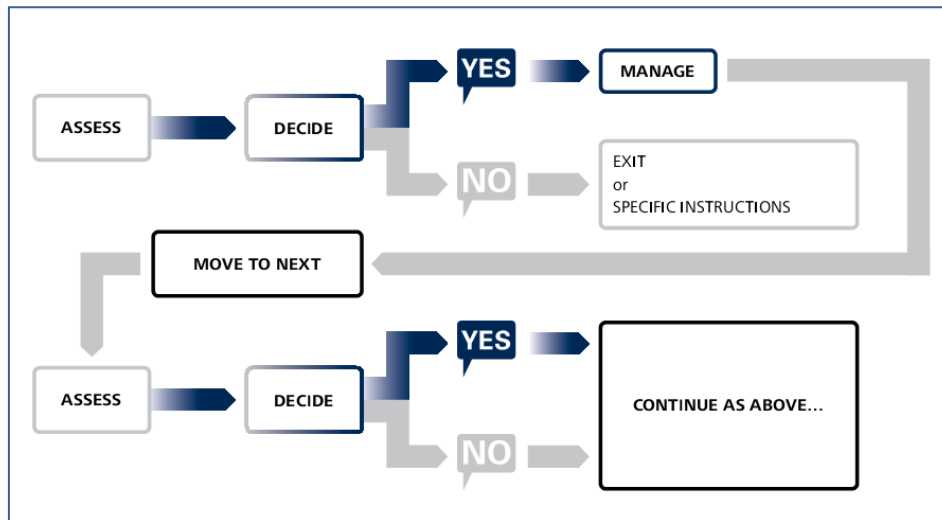 ASSESS
DECIDE
YES
MANAGE
NO
EXIT
or
SPECIFIC INSTRUCTIONS
MOVE TO NEXT
ASSESS
DECIDE
YES
NO
CONTINUE AS ABOVE...